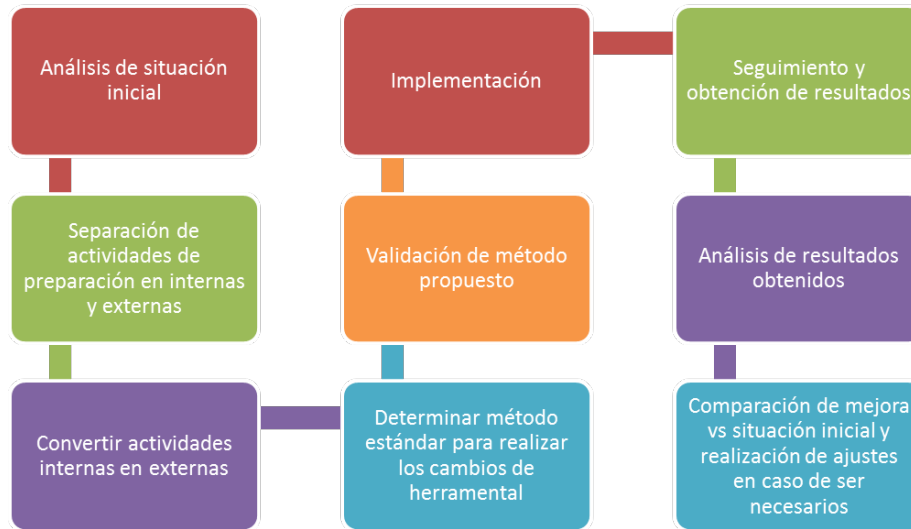 Análisis de situación
inicial
Separación de
actividades de
preparación en internas
y externas
Convertir actividades
internas en externas
Determinar método
estándar para realizar
los cambios de
herramental
Validación de método
propuesto
Implementación
Seguimiento y
obtención de resultados
Análisis de resultados
obtenidos
Comparación de mejora
vs situación inicial y
realización de ajustes
en caso de ser
necesarios